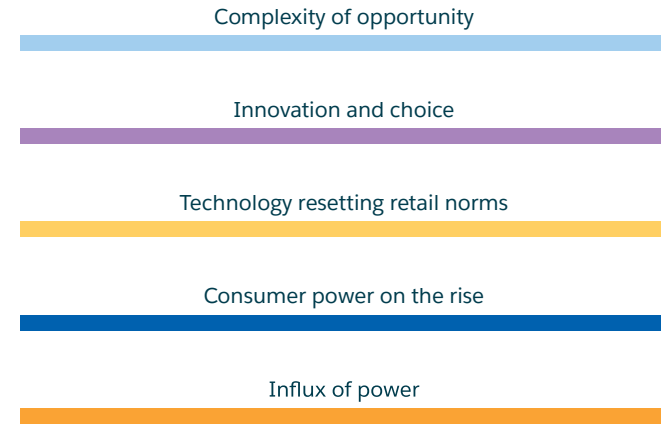 Complexity of opportunity
Innovation and choice
Technology resetting retail norms
Consumer power on the rise
Influx of power